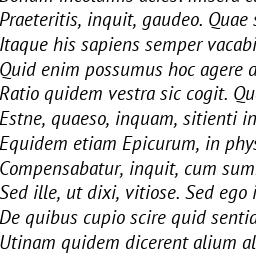 Praeteritis, inquit, gaudeo. Quae
Itaque his sapiens semper vacabi
Quid enim possumus hoc agere
Ratio quidem vestra sic cogit. Qu
Estne, quaeso, inquam, sitienti in
Equidem etiam Epicurum, in phys
Compensabatur, inquit, cum sum
Sed ille, ut dixi, vitiose. Sed ego
De quibus cupio scire quid sentia
Utinam quidem dicerent alium al